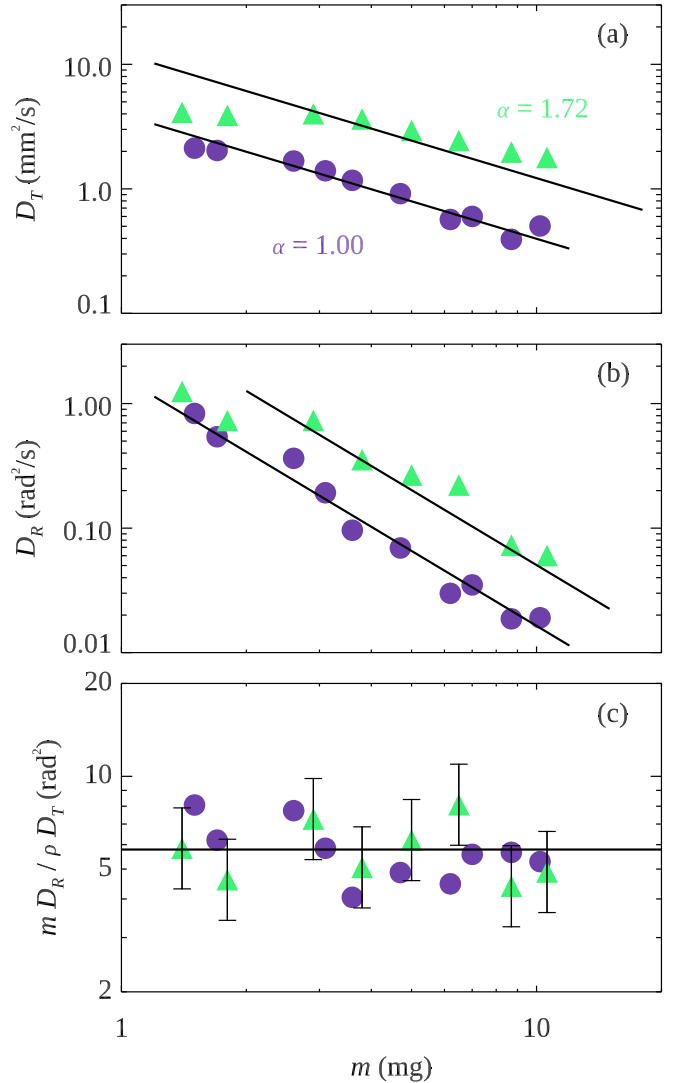 (a)
10.0
1.0
0.1
D_T (mm²/s)
α = 1.72
α = 1.00
(b)
1.00
0.10
0.01
D_R (rad²/s)
(c)
20
10
5
2
m D_R / ρ D_T (rad²)
1
10
m (mg)